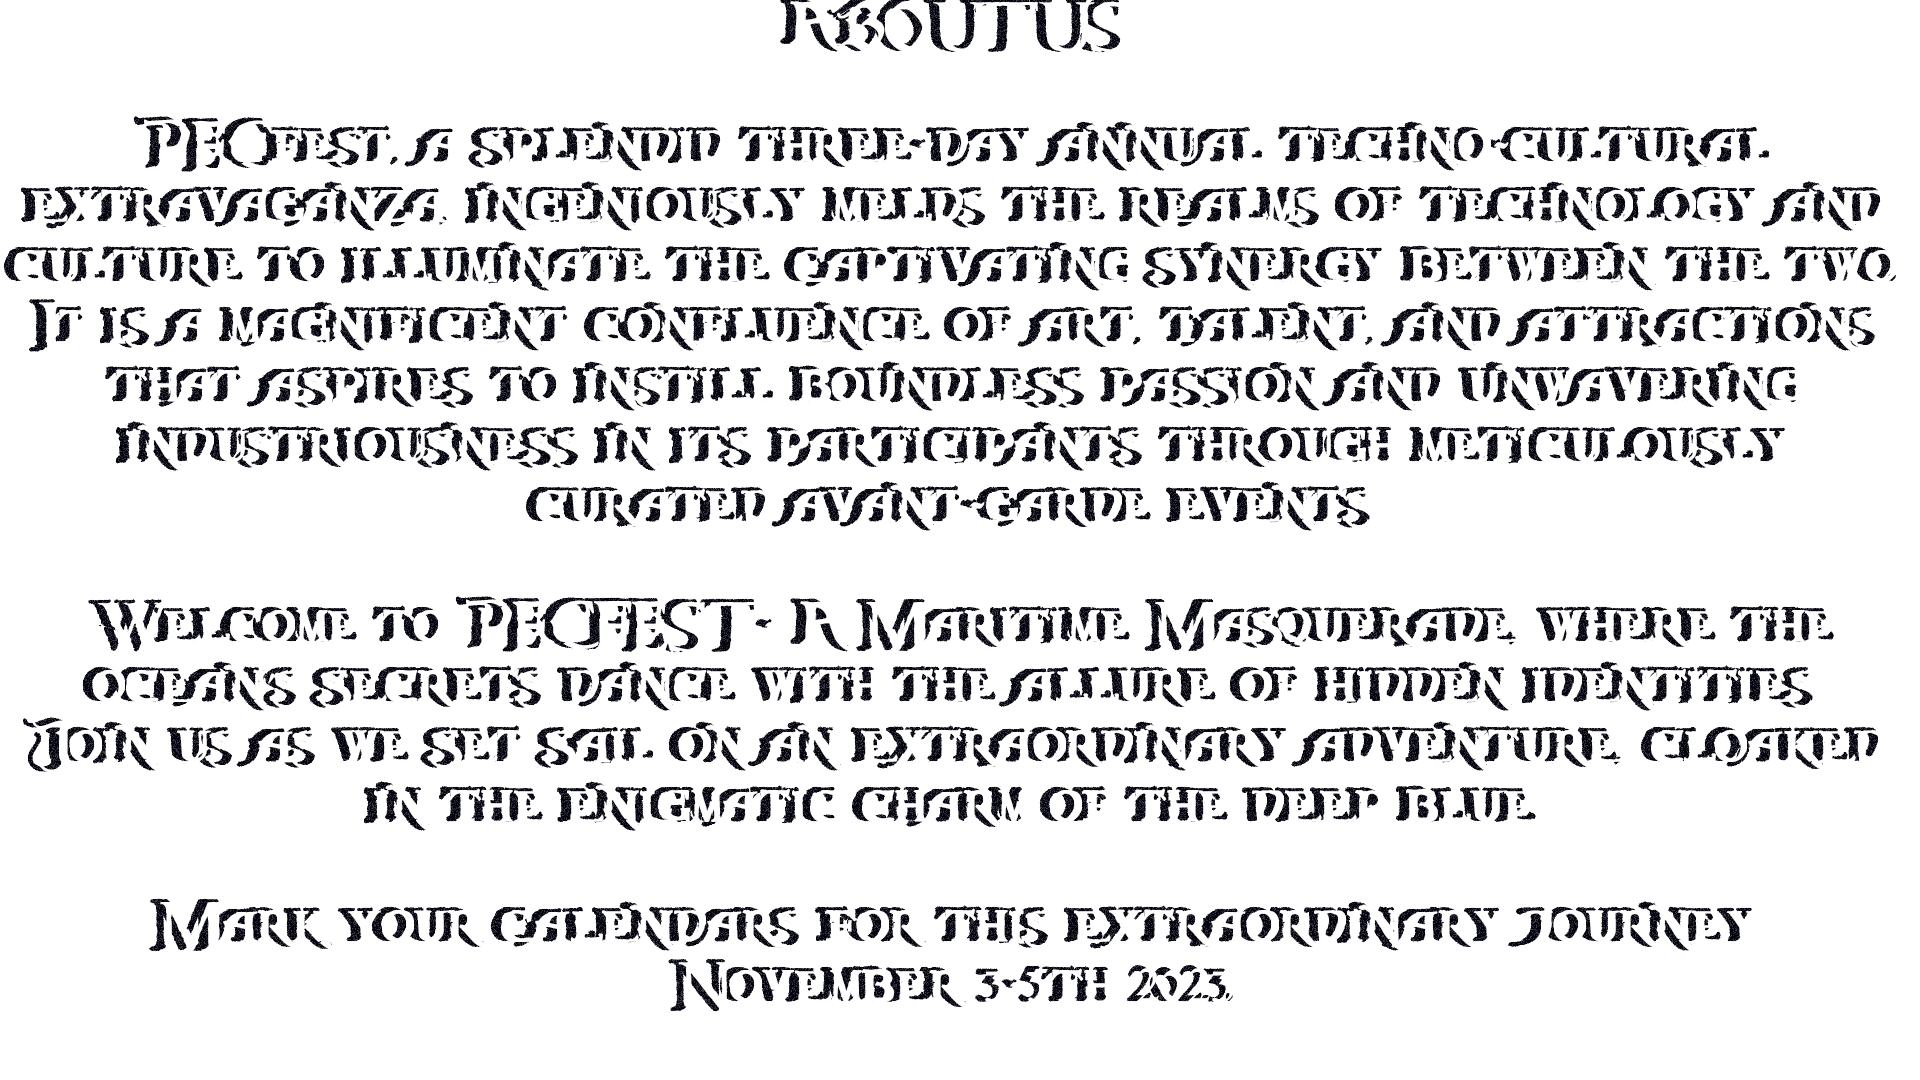 About Us
PECfest, a splendid three-day annual techno-cultural
extravaganza, ingeniously melds the realms of technology and
culture to illuminate the captivating synergy between the two.
It is a magnificent confluence of art, talent, and attractions
that aspires to instill boundless passion and unwavering
industriousness in its participants through meticulously
curated avant-garde events
Welcome to PECFEST - A Maritime Masquerade, where the
oceans secrets dance with the allure of hidden identities
Join us as we set sail on an extraordinary adventure, cloaked
in the enigmatic charm of the deep blue.
Mark your calendars for this extraordinary journey
November 3-5th 2023.